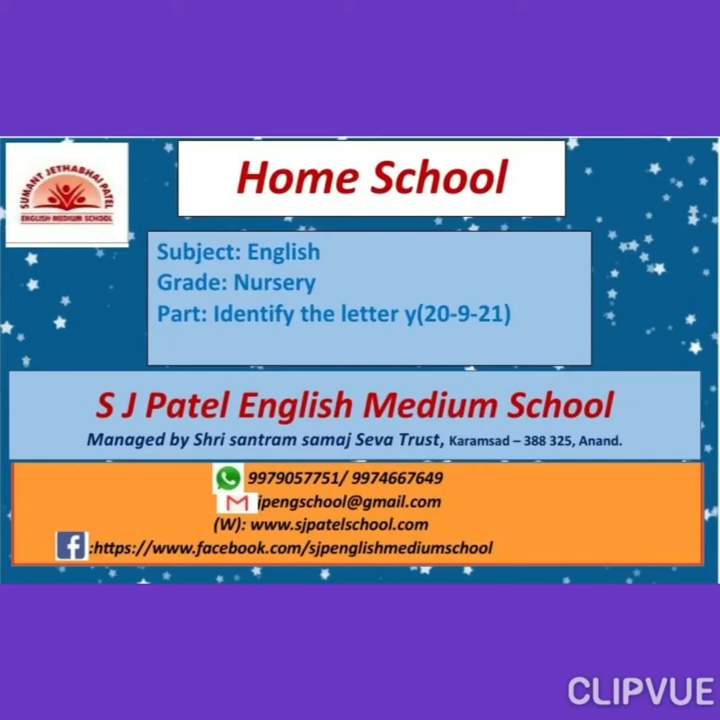 SUMANT JETHABHAI PATEL
ENGLISH MEDIUM SCHOOL
Home School
Subject: English
Grade: Nursery
Part: Identify the letter y(20-9-21)
S J Patel English Medium School
Managed by Shri santram samaj Seva Trust, Karamsad – 388 325, Anand.
9979057751/ 9974667649
jpengschool@gmail.com
(W): www.sjpatelschool.com
:https://www.facebook.com/sjpenglishmediumschool
CLIPVUE